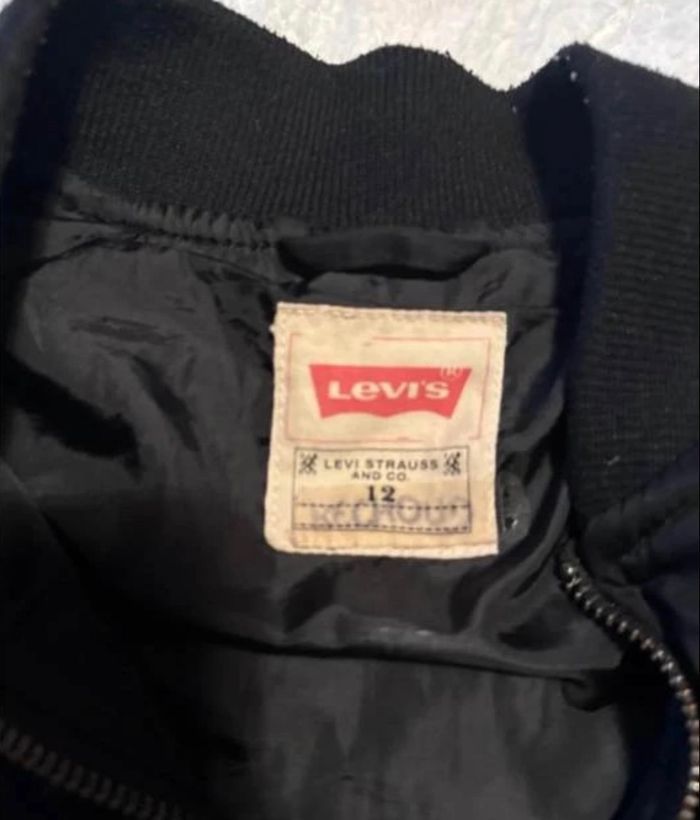 LEVI'S®
LEVI STRAUSS
AND CO.
12